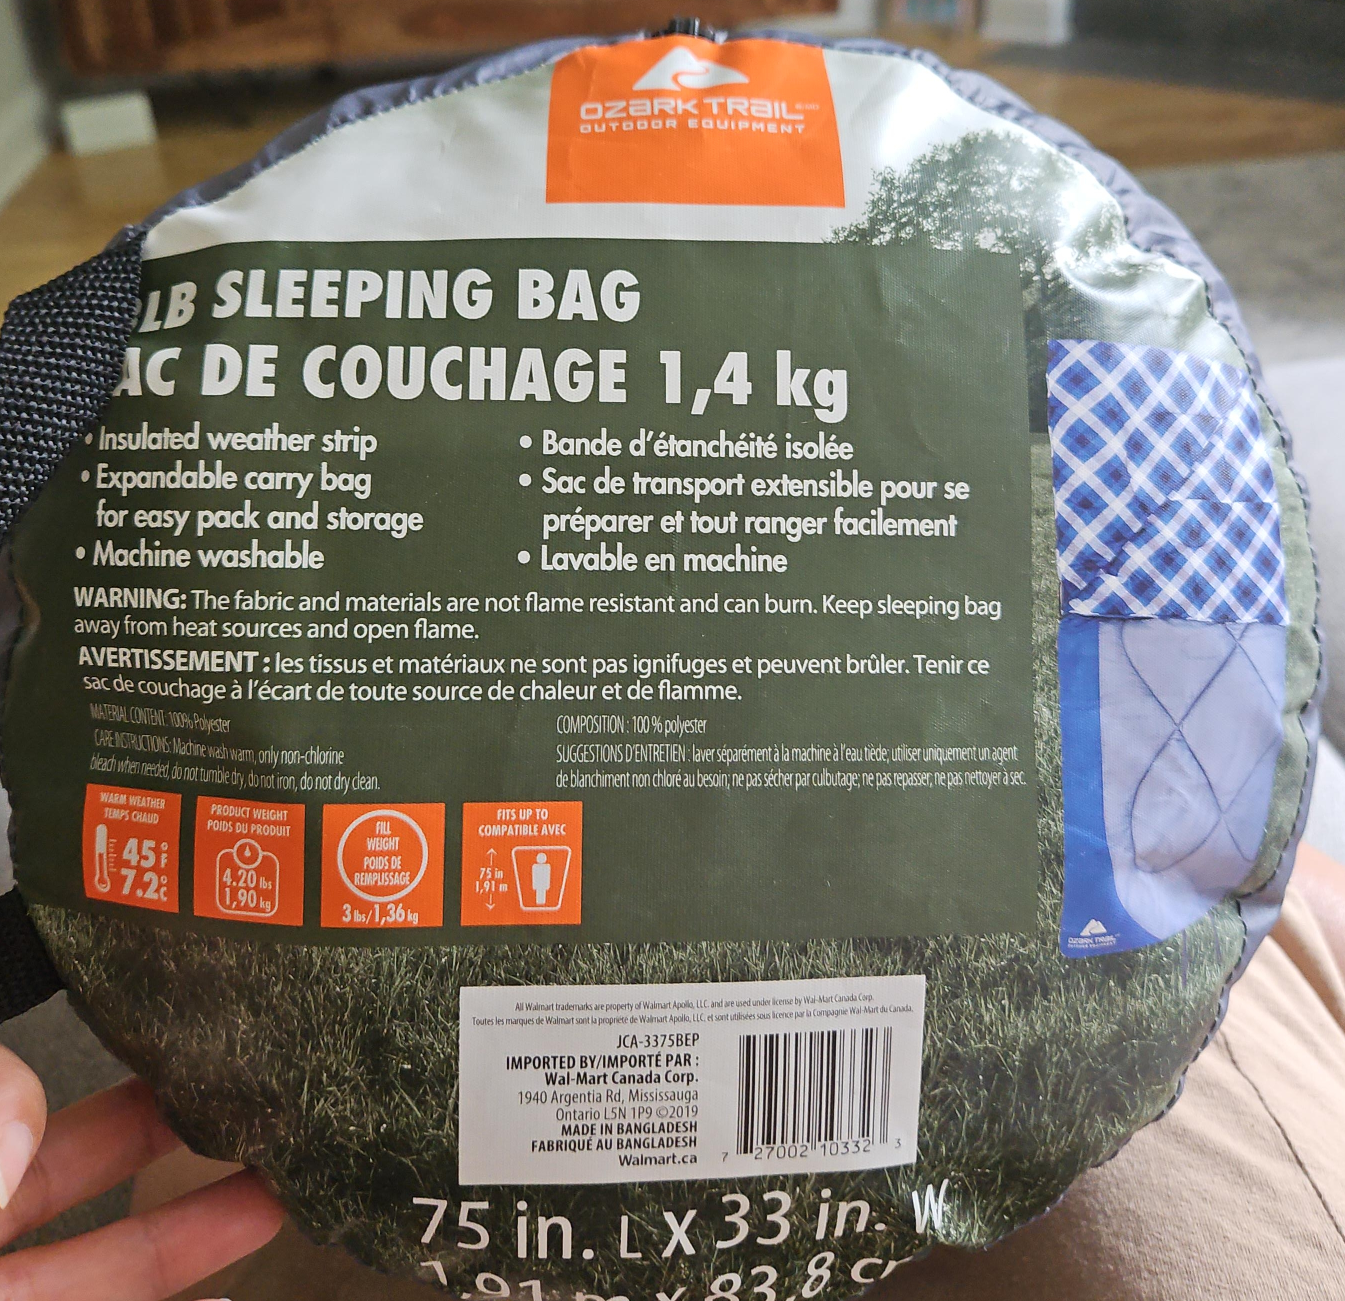 OZARK TRAIL
OUTDOOR EQUIPMENT
LB SLEEPING BAG
AC DE COUCHAGE 1,4 kg
• Insulated weather strip
• Expandable carry bag
for easy pack and storage
• Machine washable
• Bande d'étanchéité isolée
• Sac de transport extensible pour se
préparer et tout ranger facilement
• Lavable en machine
WARNING: The fabric and materials are not flame resistant and can burn. Keep sleeping bag
away from heat sources and open flame.
AVERTISSEMENT : les tissus et matériaux ne sont pas ignifuges et peuvent brûler. Tenir ce
sac de couchage à l'écart de toute source de chaleur et de flamme.
MATERIAL CONTENT: 100% Polyester
CARE INSTRUCTIONS: Machine wash warm, only non-chlorine
bleach when needed, do not tumble dry, do not iron, do not dry clean.
COMPOSITION : 100 % polyester
SUGGESTIONS D'ENTRETIEN : laver séparément à la machine à l'eau tiède; utiliser uniquement un agent
de blanchiment non chloré au besoin; ne pas sécher par culbutage; ne pas repasser; ne pas nettoyer à sec.
WARM WEATHER
TEMPS CHAUD
45°F
7.2°C
PRODUCT WEIGHT
POIDS DU PRODUIT
4.20 lbs
1,90 kg
FILL
WEIGHT
POIDS DE
REMPLISSAGE
3 lbs/1,36 kg
FITS UP TO
COMPATIBLE AVEC
75 in
1,91 m
OZARK TRAIL
OUTDOOR EQUIPMENT
All Walmart trademarks are property of Walmart Apollo, LLC. and are used under license by Wal-Mart Canada Corp.
Toutes les marques de Walmart sont la propriété de Walmart Apollo, LLC. et sont utilisées sous licence par la Compagnie Wal-Mart du Canada.
JCA-3375BEP
IMPORTED BY/IMPORTÉ PAR :
Wal-Mart Canada Corp.
1940 Argentia Rd, Mississauga
Ontario L5N 1P9 ©2019
MADE IN BANGLADESH
FABRIQUÉ AU BANGLADESH
Walmart.ca
7 27002 10332 3
75 in. L X 33 in. W
1,91 m x 83,8 c